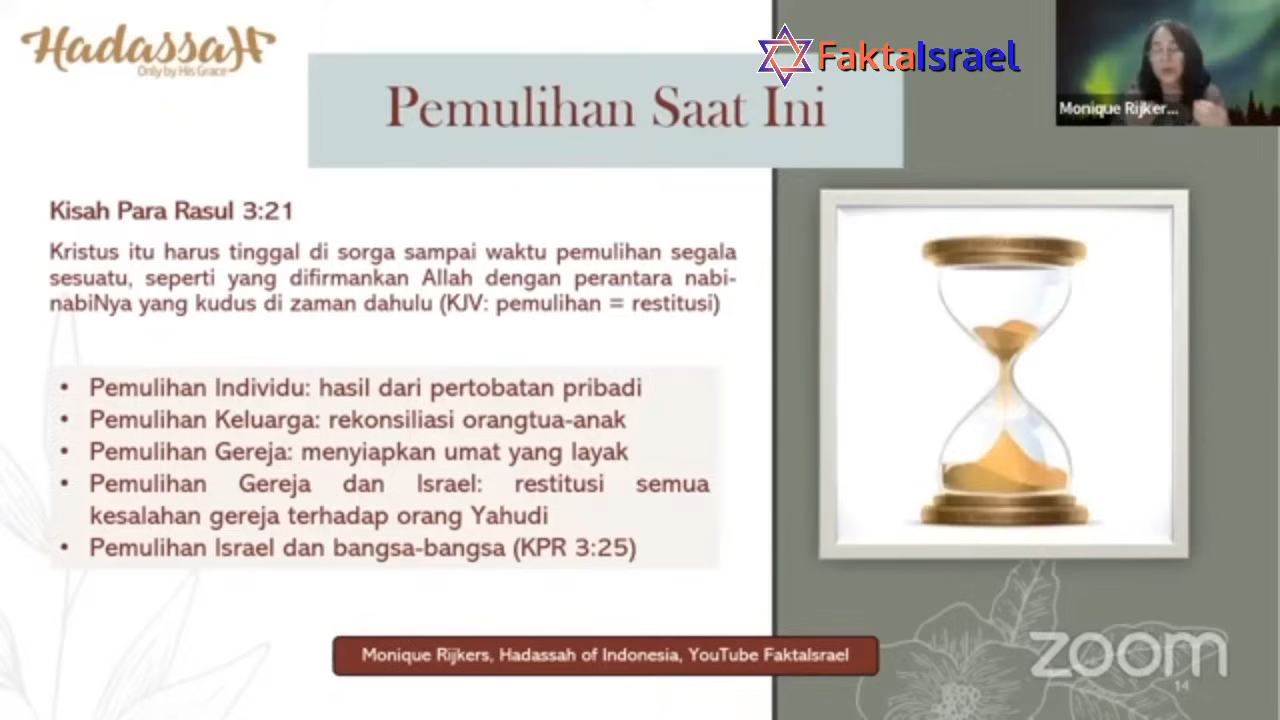 Hadassah
Only by His Grace
FaktaIsrael
Monique Rijker...
Pemulihan Saat Ini
Kisah Para Rasul 3:21
Kristus itu harus tinggal di sorga sampai waktu pemulihan segala
sesuatu, seperti yang difirmankan Allah dengan perantara nabi-
nabiNya yang kudus di zaman dahulu (KJV: pemulihan = restitusi)
• Pemulihan Individu: hasil dari pertobatan pribadi
• Pemulihan Keluarga: rekonsiliasi orangtua-anak
• Pemulihan Gereja: menyiapkan umat yang layak
• Pemulihan Gereja dan Israel: restitusi semua
kesalahan gereja terhadap orang Yahudi
• Pemulihan Israel dan bangsa-bangsa (KPR 3:25)
Monique Rijkers, Hadassah of Indonesia, YouTube FaktaIsrael
zoom
14